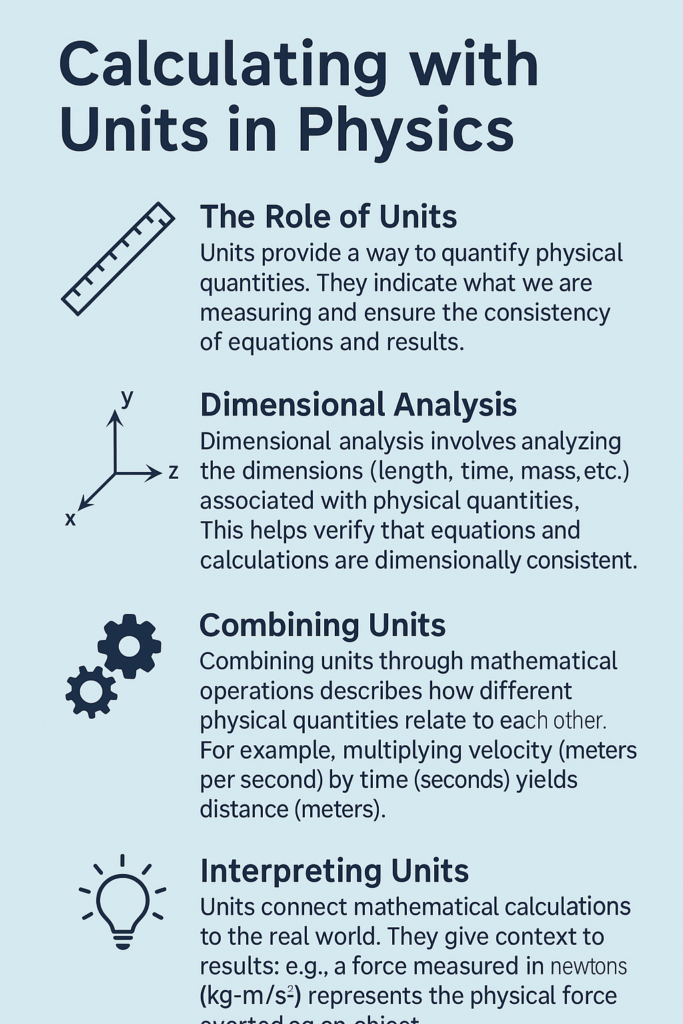 Calculating with
Units in Physics
The Role of Units
Units provide a way to quantify physical
quantities. They indicate what we are
measuring and ensure the consistency
of equations and results.
y
z
x
Dimensional Analysis
Dimensional analysis involves analyzing
the dimensions (length, time, mass, etc.)
associated with physical quantities,
This helps verify that equations and
calculations are dimensionally consistent.
Combining Units
Combining units through mathematical
operations describes how different
physical quantities relate to each other.
For example, multiplying velocity (meters
per second) by time (seconds) yields
distance (meters).
Interpreting Units
Units connect mathematical calculations
to the real world. They give context to
results: e.g., a force measured in newtons
(kg-m/s²) represents the physical force